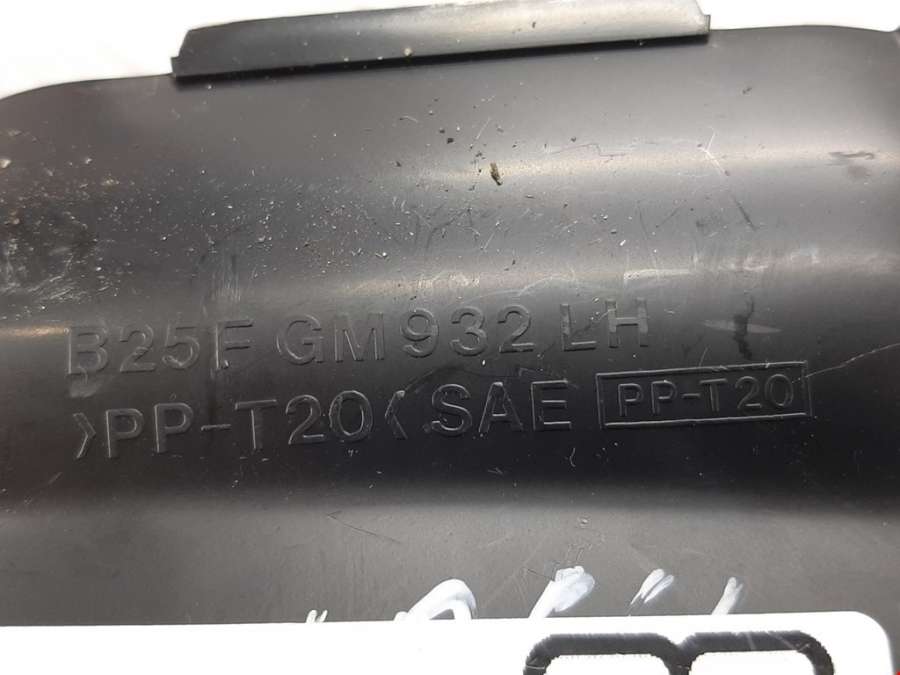 B25F GM932 LH
>PP-T20< SAE PP-T20